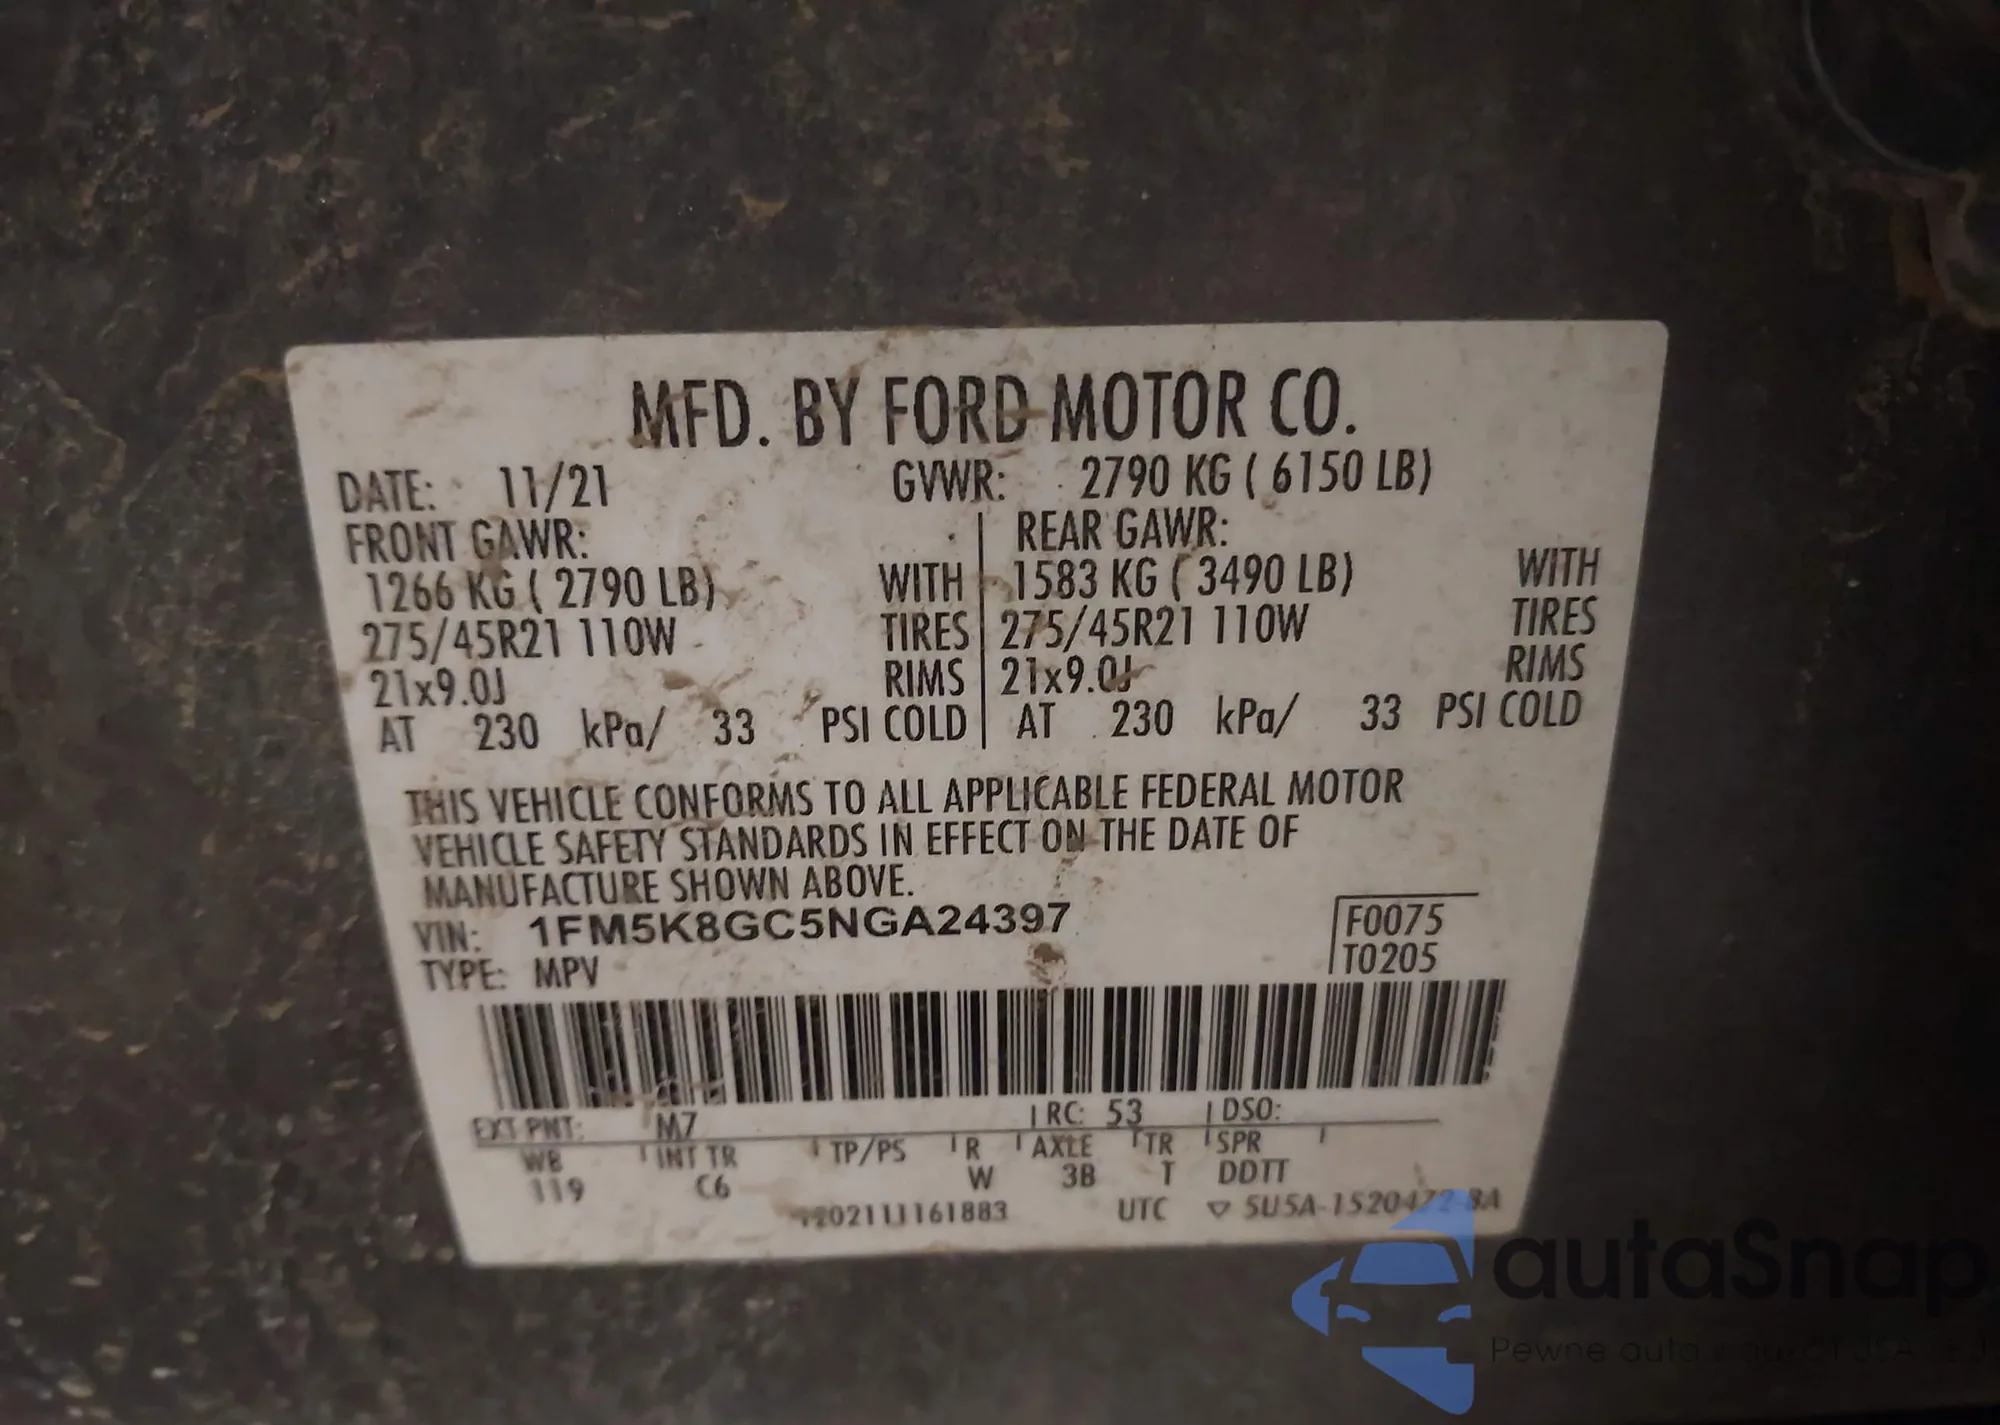 MFD. BY FORD MOTOR CO.
DATE: 11/21 GVWR: 2790 KG ( 6150 LB)
FRONT GAWR: REAR GAWR:
1266 KG ( 2790 LB) WITH 1583 KG ( 3490 LB) WITH
275/45R21 110W TIRES 275/45R21 110W TIRES
21x9.0J RIMS 21x9.0J RIMS
AT 230 kPa/ 33 PSI COLD AT 230 kPa/ 33 PSI COLD
THIS VEHICLE CONFORMS TO ALL APPLICABLE FEDERAL MOTOR
VEHICLE SAFETY STANDARDS IN EFFECT ON THE DATE OF
MANUFACTURE SHOWN ABOVE.
VIN: 1FM5K8GC5NGA24397 F0075
TYPE: MPV T0205
EXT PNT: M7 RC: 53 DSO:
WB INT TR TP/PS R AXLE TR SPR
119 C6 W 3B T DDTT
UTC ▽ 5U5A-1520472-BA
autaSnap
Pewne auta